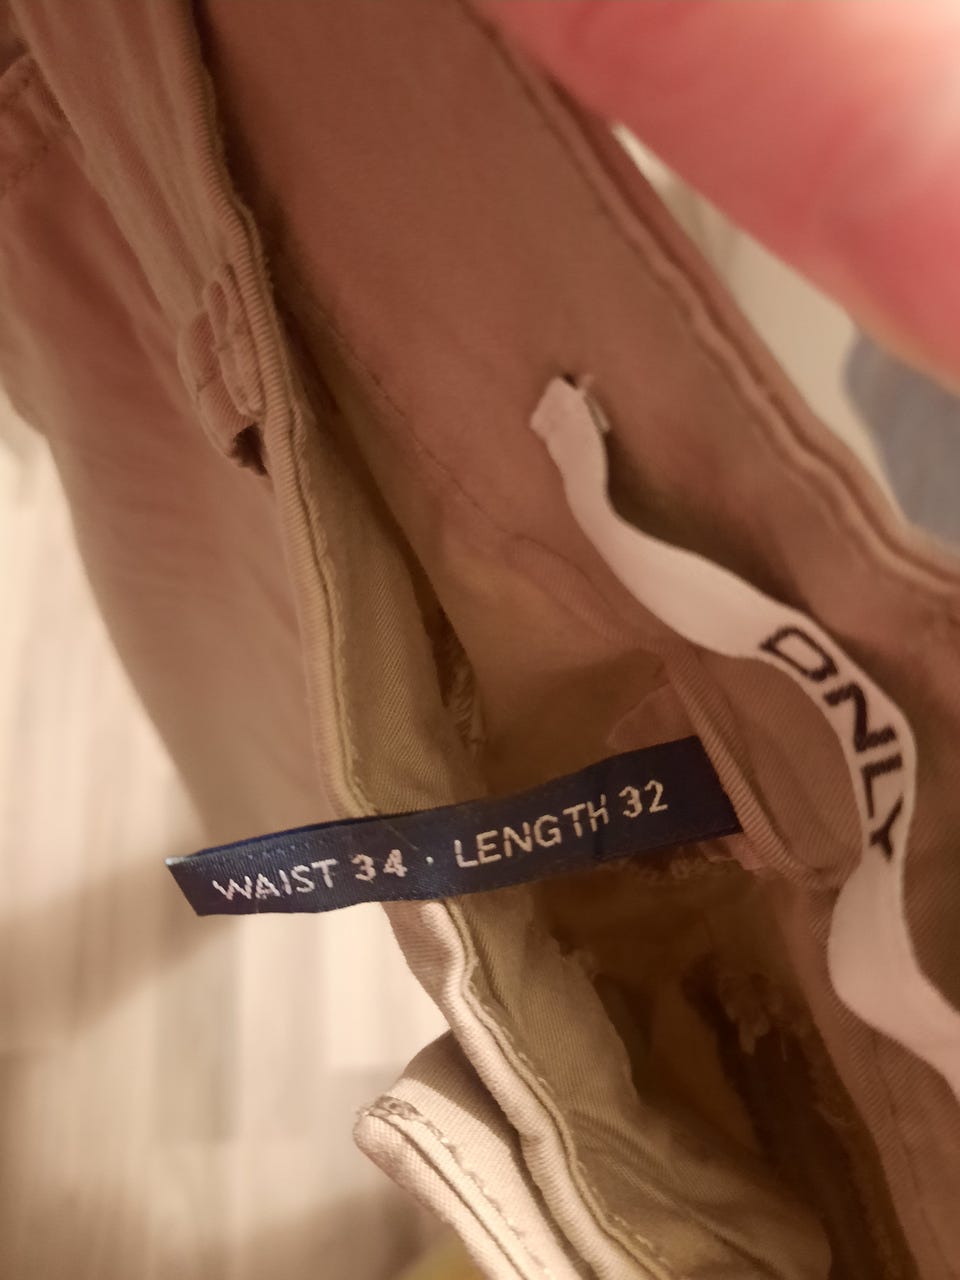 ONLY
WAIST 34 · LENGTH 32